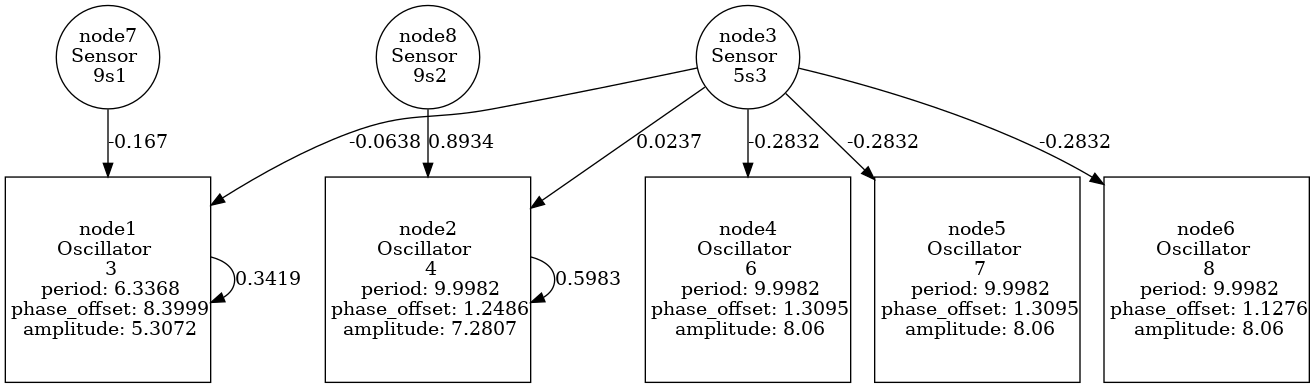 node7
Sensor
9s1
node8
Sensor
9s2
node3
Sensor
5s3
-0.167
-0.0638
0.8934
0.0237
-0.2832
-0.2832
-0.2832
node1
Oscillator
3
period: 6.3368
phase_offset: 8.3999
amplitude: 5.3072
0.3419
node2
Oscillator
4
period: 9.9982
phase_offset: 1.2486
amplitude: 7.2807
0.5983
node4
Oscillator
6
period: 9.9982
phase_offset: 1.3095
amplitude: 8.06
node5
Oscillator
7
period: 9.9982
phase_offset: 1.3095
amplitude: 8.06
node6
Oscillator
8
period: 9.9982
phase_offset: 1.1276
amplitude: 8.06